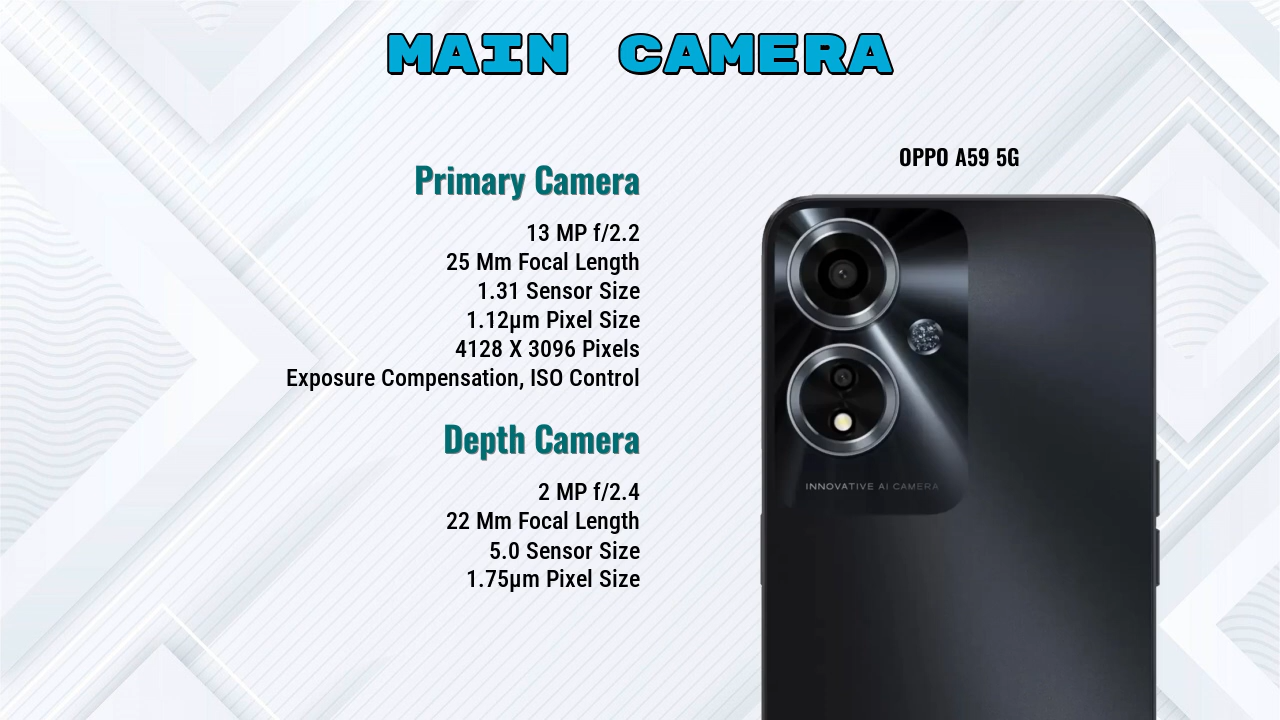 MAIN CAMERA
Primary Camera
13 MP f/2.2
25 Mm Focal Length
1.31 Sensor Size
1.12µm Pixel Size
4128 X 3096 Pixels
Exposure Compensation, ISO Control
Depth Camera
2 MP f/2.4
22 Mm Focal Length
5.0 Sensor Size
1.75µm Pixel Size
OPPO A59 5G
INNOVATIVE AI CAMERA